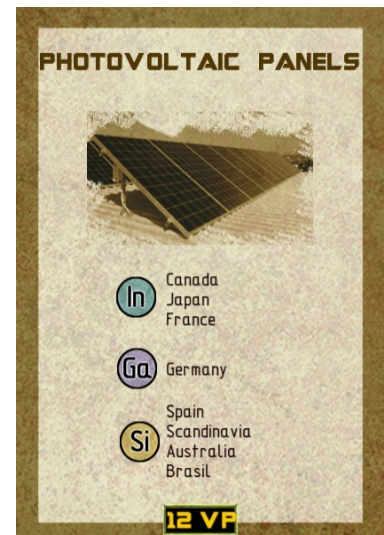 PHOTOVOLTAIC PANELS
In
Canada
Japan
France
Ga
Germany
Si
Spain
Scandinavia
Australia
Brasil
12 VP